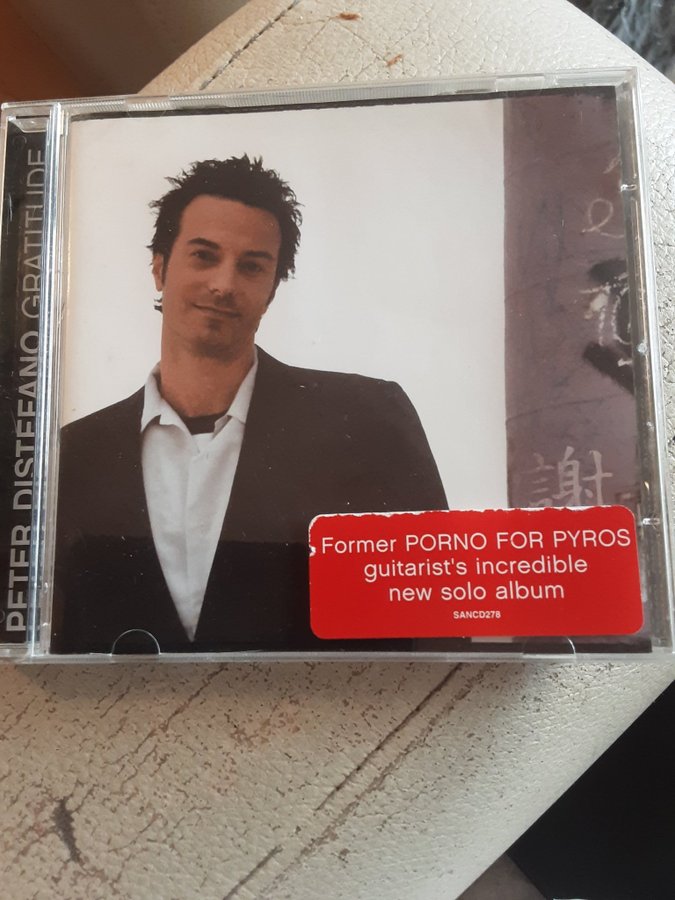 PETER DISTEFANO GRATITUDE
謝
Former PORNO FOR PYROS
guitarist's incredible
new solo album
SANCD278